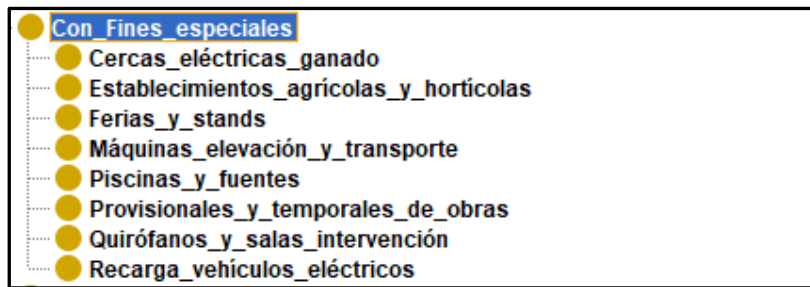 Con_Fines_especiales
Cercas_eléctricas_ganado
Establecimientos_agrícolas_y_hortícolas
Ferias_y_stands
Máquinas_elevación_y_transporte
Piscinas_y_fuentes
Provisionales_y_temporales_de_obras
Quirófanos_y_salas_intervención
Recarga_vehículos_eléctricos